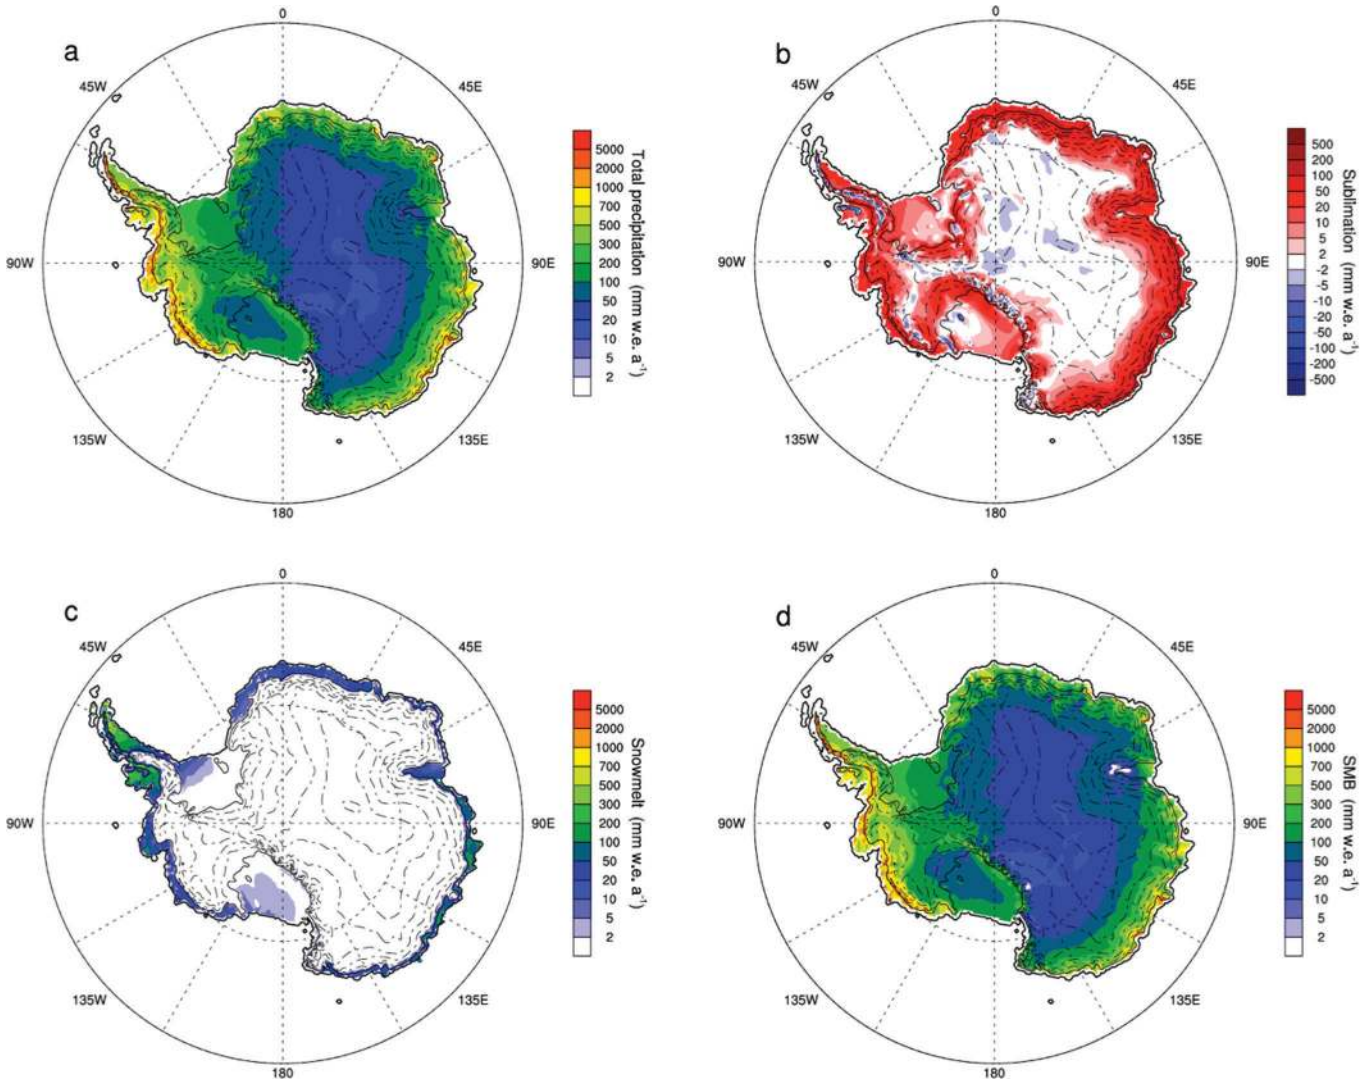 a
0
45W
45E
90W
90E
135W
135E
180
5000
2000
1000
700
500
300
200
100
50
20
10
5
2
Total precipitation (mm w.e. a⁻¹)
b
0
45W
45E
90W
90E
135W
135E
180
500
200
100
50
20
10
5
2
-2
-5
-10
-20
-50
-100
-200
-500
Sublimation (mm w.e. a⁻¹)
c
0
45W
45E
90W
90E
135W
135E
180
5000
2000
1000
700
500
300
200
100
50
20
10
5
2
Snowmelt (mm w.e. a⁻¹)
d
0
45W
45E
90W
90E
135W
135E
180
5000
2000
1000
700
500
300
200
100
50
20
10
5
2
SMB (mm w.e. a⁻¹)